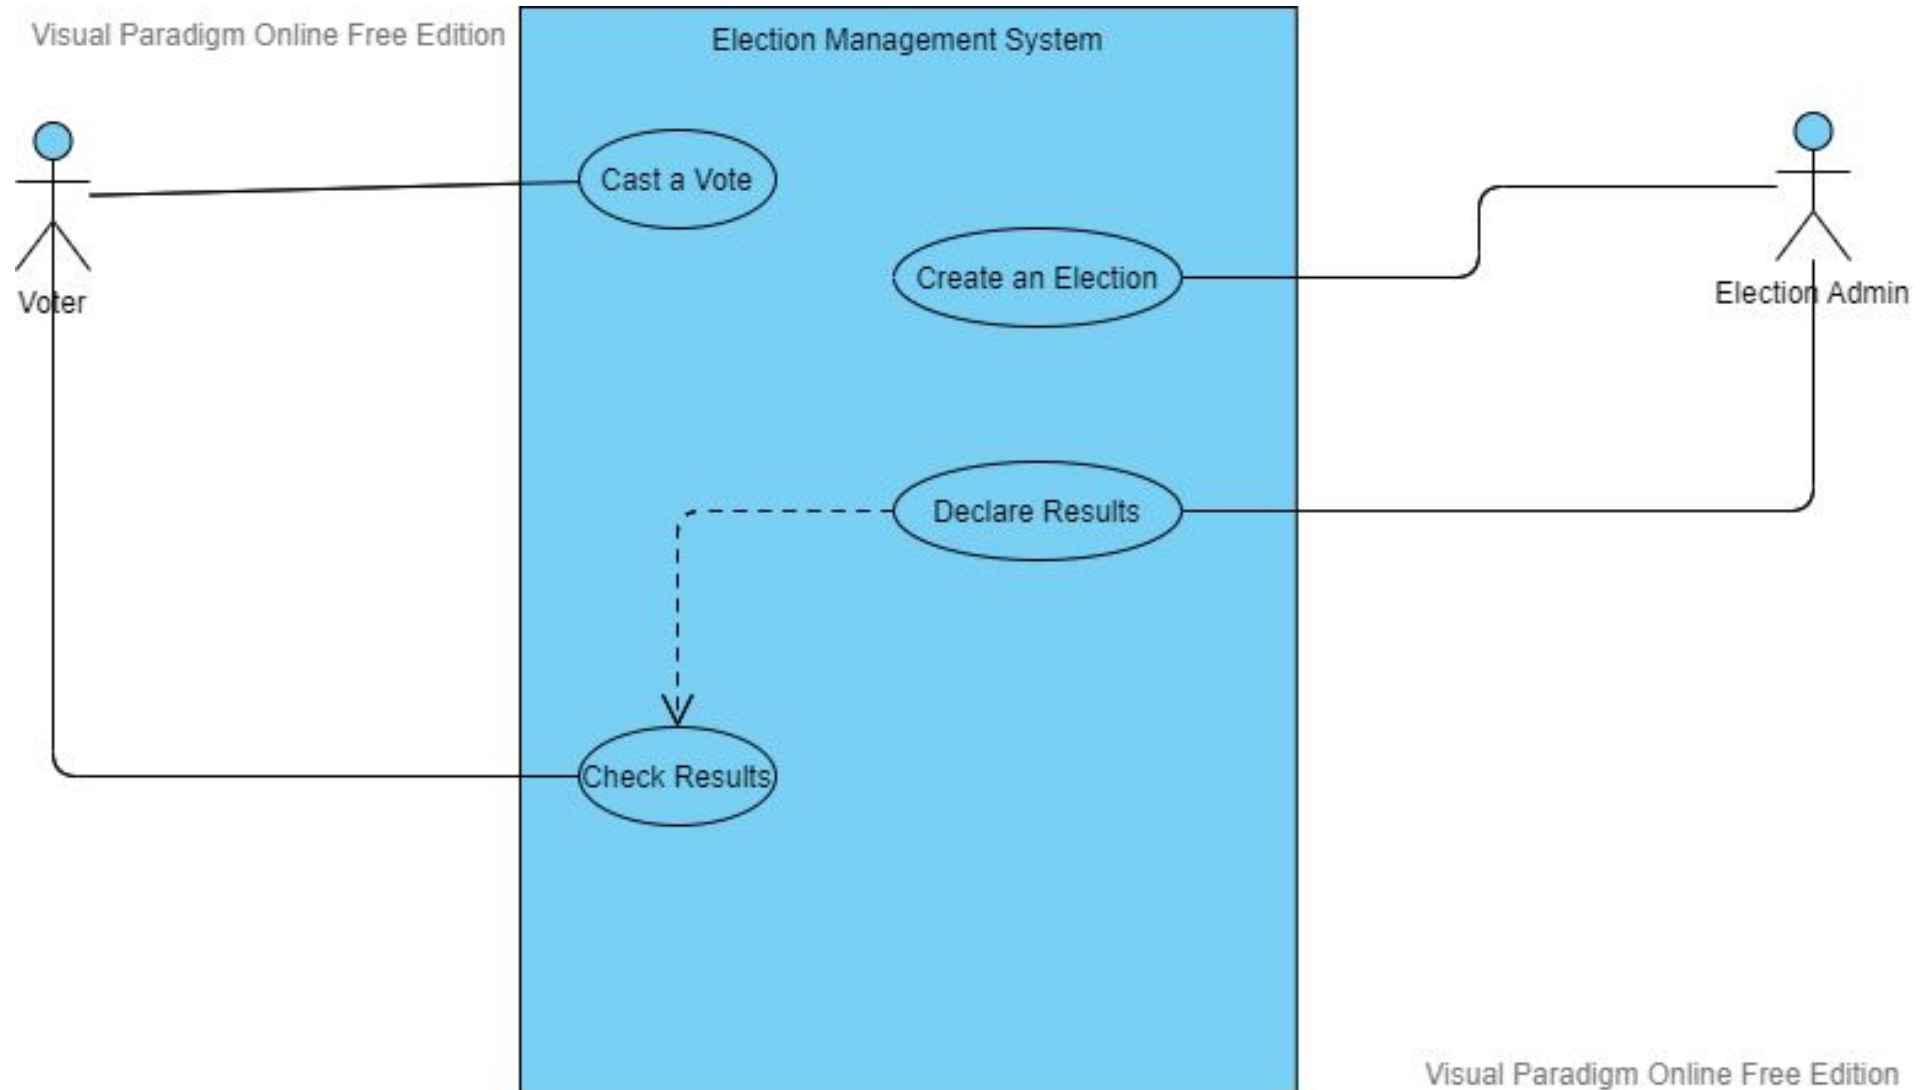 Visual Paradigm Online Free Edition
Election Management System
Cast a Vote
Create an Election
Voter
Election Admin
Declare Results
Check Results
Visual Paradigm Online Free Edition